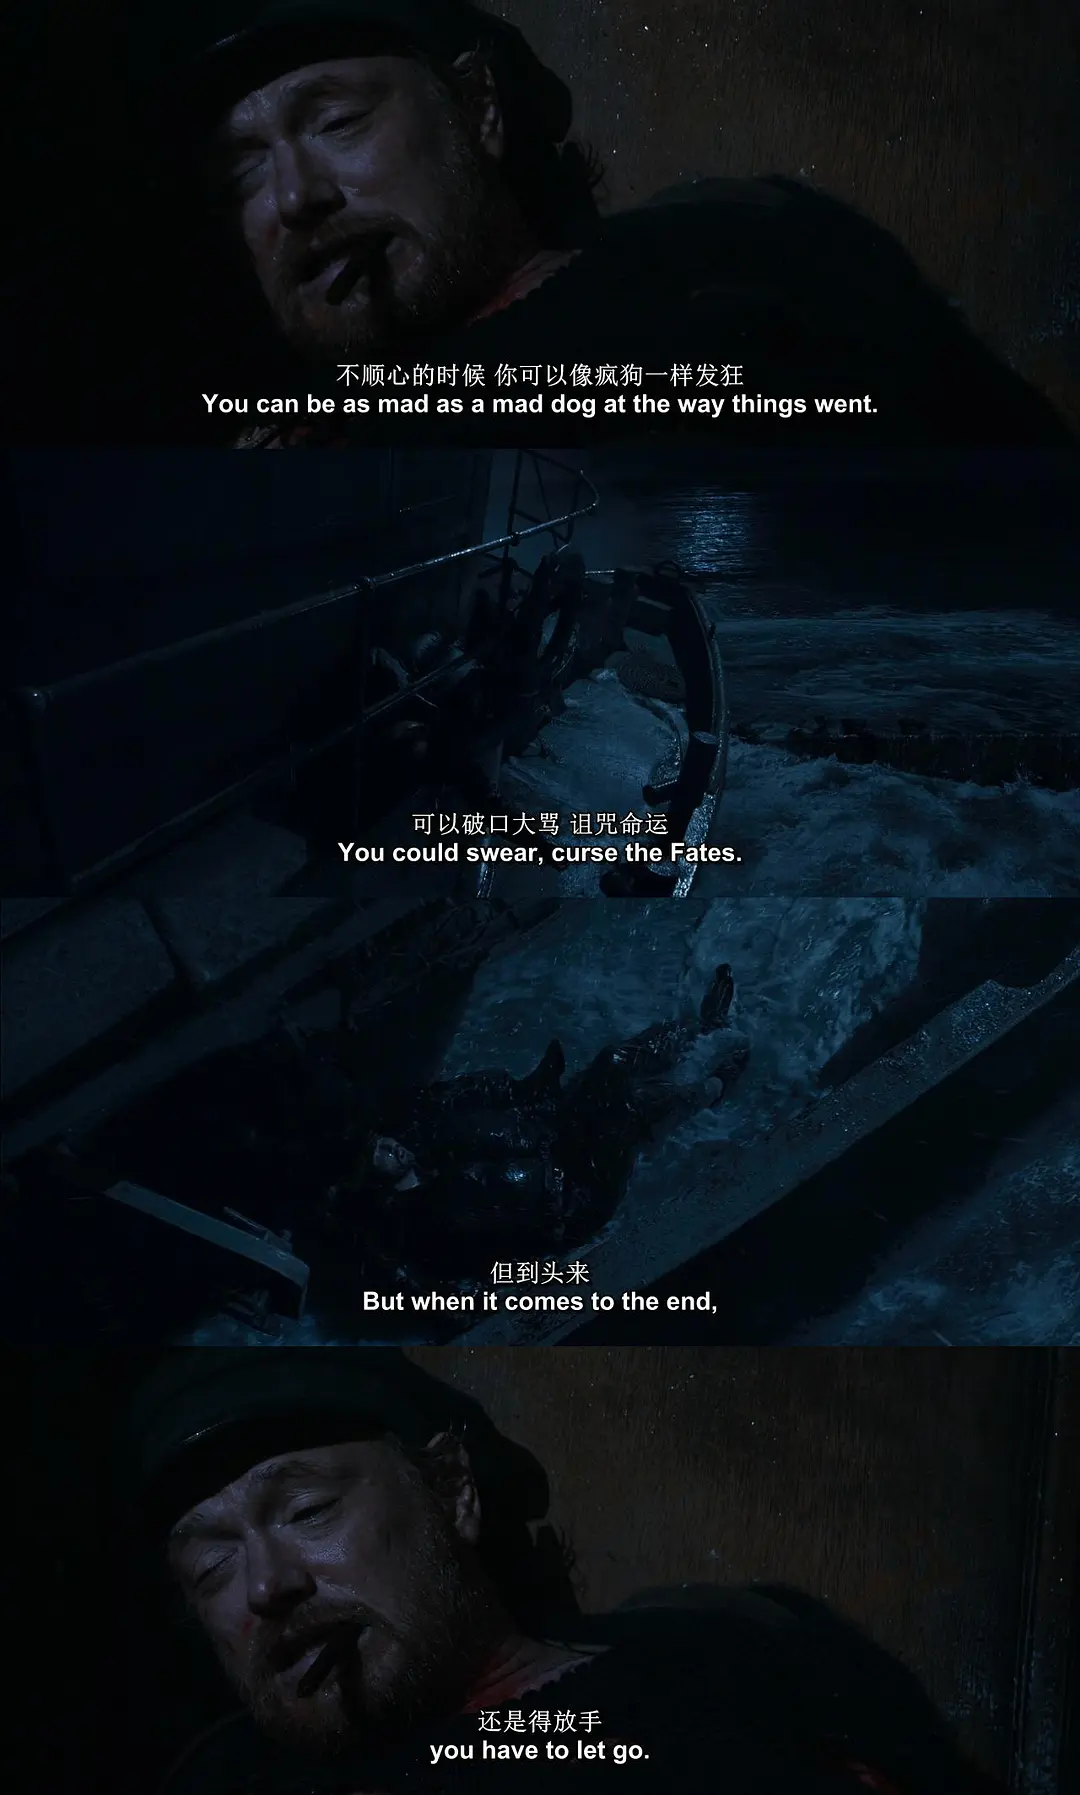 不顺心的时候 你可以像疯狗一样发狂
You can be as mad as a mad dog at the way things went.
可以破口大骂 诅咒命运
You could swear, curse the Fates.
但到头来
But when it comes to the end,
还是得放手
you have to let go.